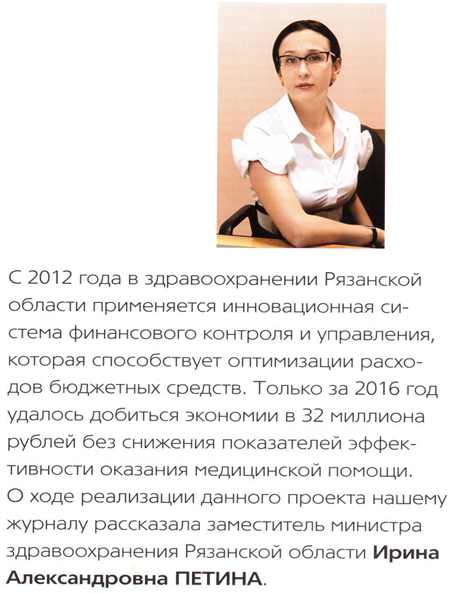 С 2012 года в здравоохранении Рязанской
области применяется инновационная си-
стема финансового контроля и управления,
которая способствует оптимизации расхо-
дов бюджетных средств. Только за 2016 год
удалось добиться экономии в 32 миллиона
рублей без снижения показателей эффек-
тивности оказания медицинской помощи.
О ходе реализации данного проекта нашему
журналу рассказала заместитель министра
здравоохранения Рязанской области Ирина
Александровна ПЕТИНА.